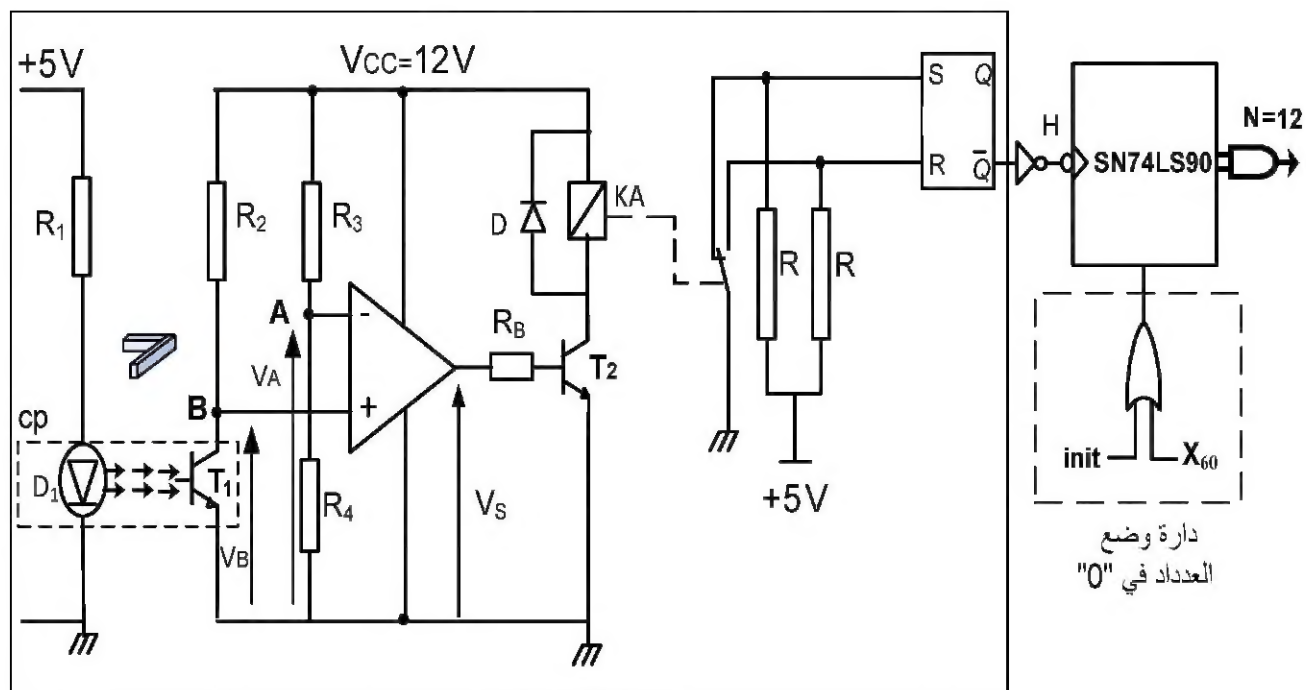 +5V
VCC=12V
R1
R2
R3
D
KA
A
-
B
+
VA
RB
T2
cp
D1
T1
VB
R4
VS
S
Q
R
Q̅
R
R
+5V
H
SN74LS90
N=12
init
X60
دارة وضع
العدداد في "0"